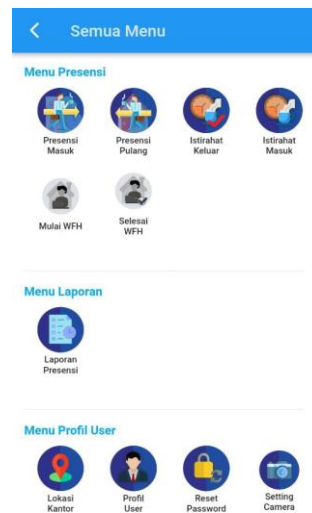 Semua Menu
Menu Presensi
Presensi Presensi Istirahat Istirahat
Masuk Pulang Keluar Masuk
Mulai WFH Selesai
WFH
Menu Laporan
Laporan
Presensi
Menu Profil User
Lokasi Profil Reset Setting
Kantor User Password Camera